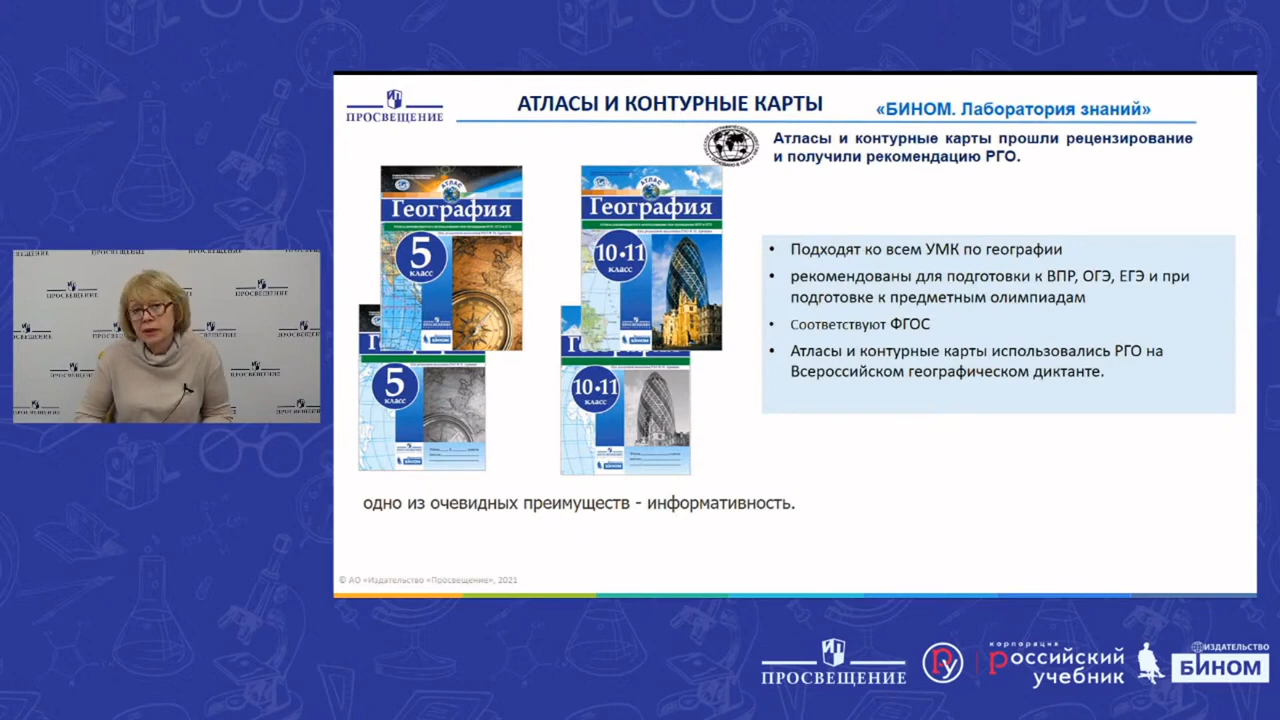 ПРОСВЕЩЕНИЕ
АТЛАСЫ И КОНТУРНЫЕ КАРТЫ
«БИНОМ. Лаборатория знаний»
Атласы и контурные карты прошли рецензирование
и получили рекомендацию РГО.
АТЛАС
География
5
класс
АТЛАС
География
10•11
класс
5
класс
10•11
класс
• Подходят ко всем УМК по географии
• рекомендованы для подготовки к ВПР, ОГЭ, ЕГЭ и при
подготовке к предметным олимпиадам
• Соответствуют ФГОС
• Атласы и контурные карты использовались РГО на
Всероссийском географическом диктанте.
одно из очевидных преимуществ - информативность.
© АО «Издательство «Просвещение», 2021
ПРОСВЕЩЕНИЕ
ПРОСВЕЩЕНИЕ
ПРОСВЕЩЕНИЕ
ру
корпорация
российский
учебник
ИЗДАТЕЛЬСТВО
БИНОМ